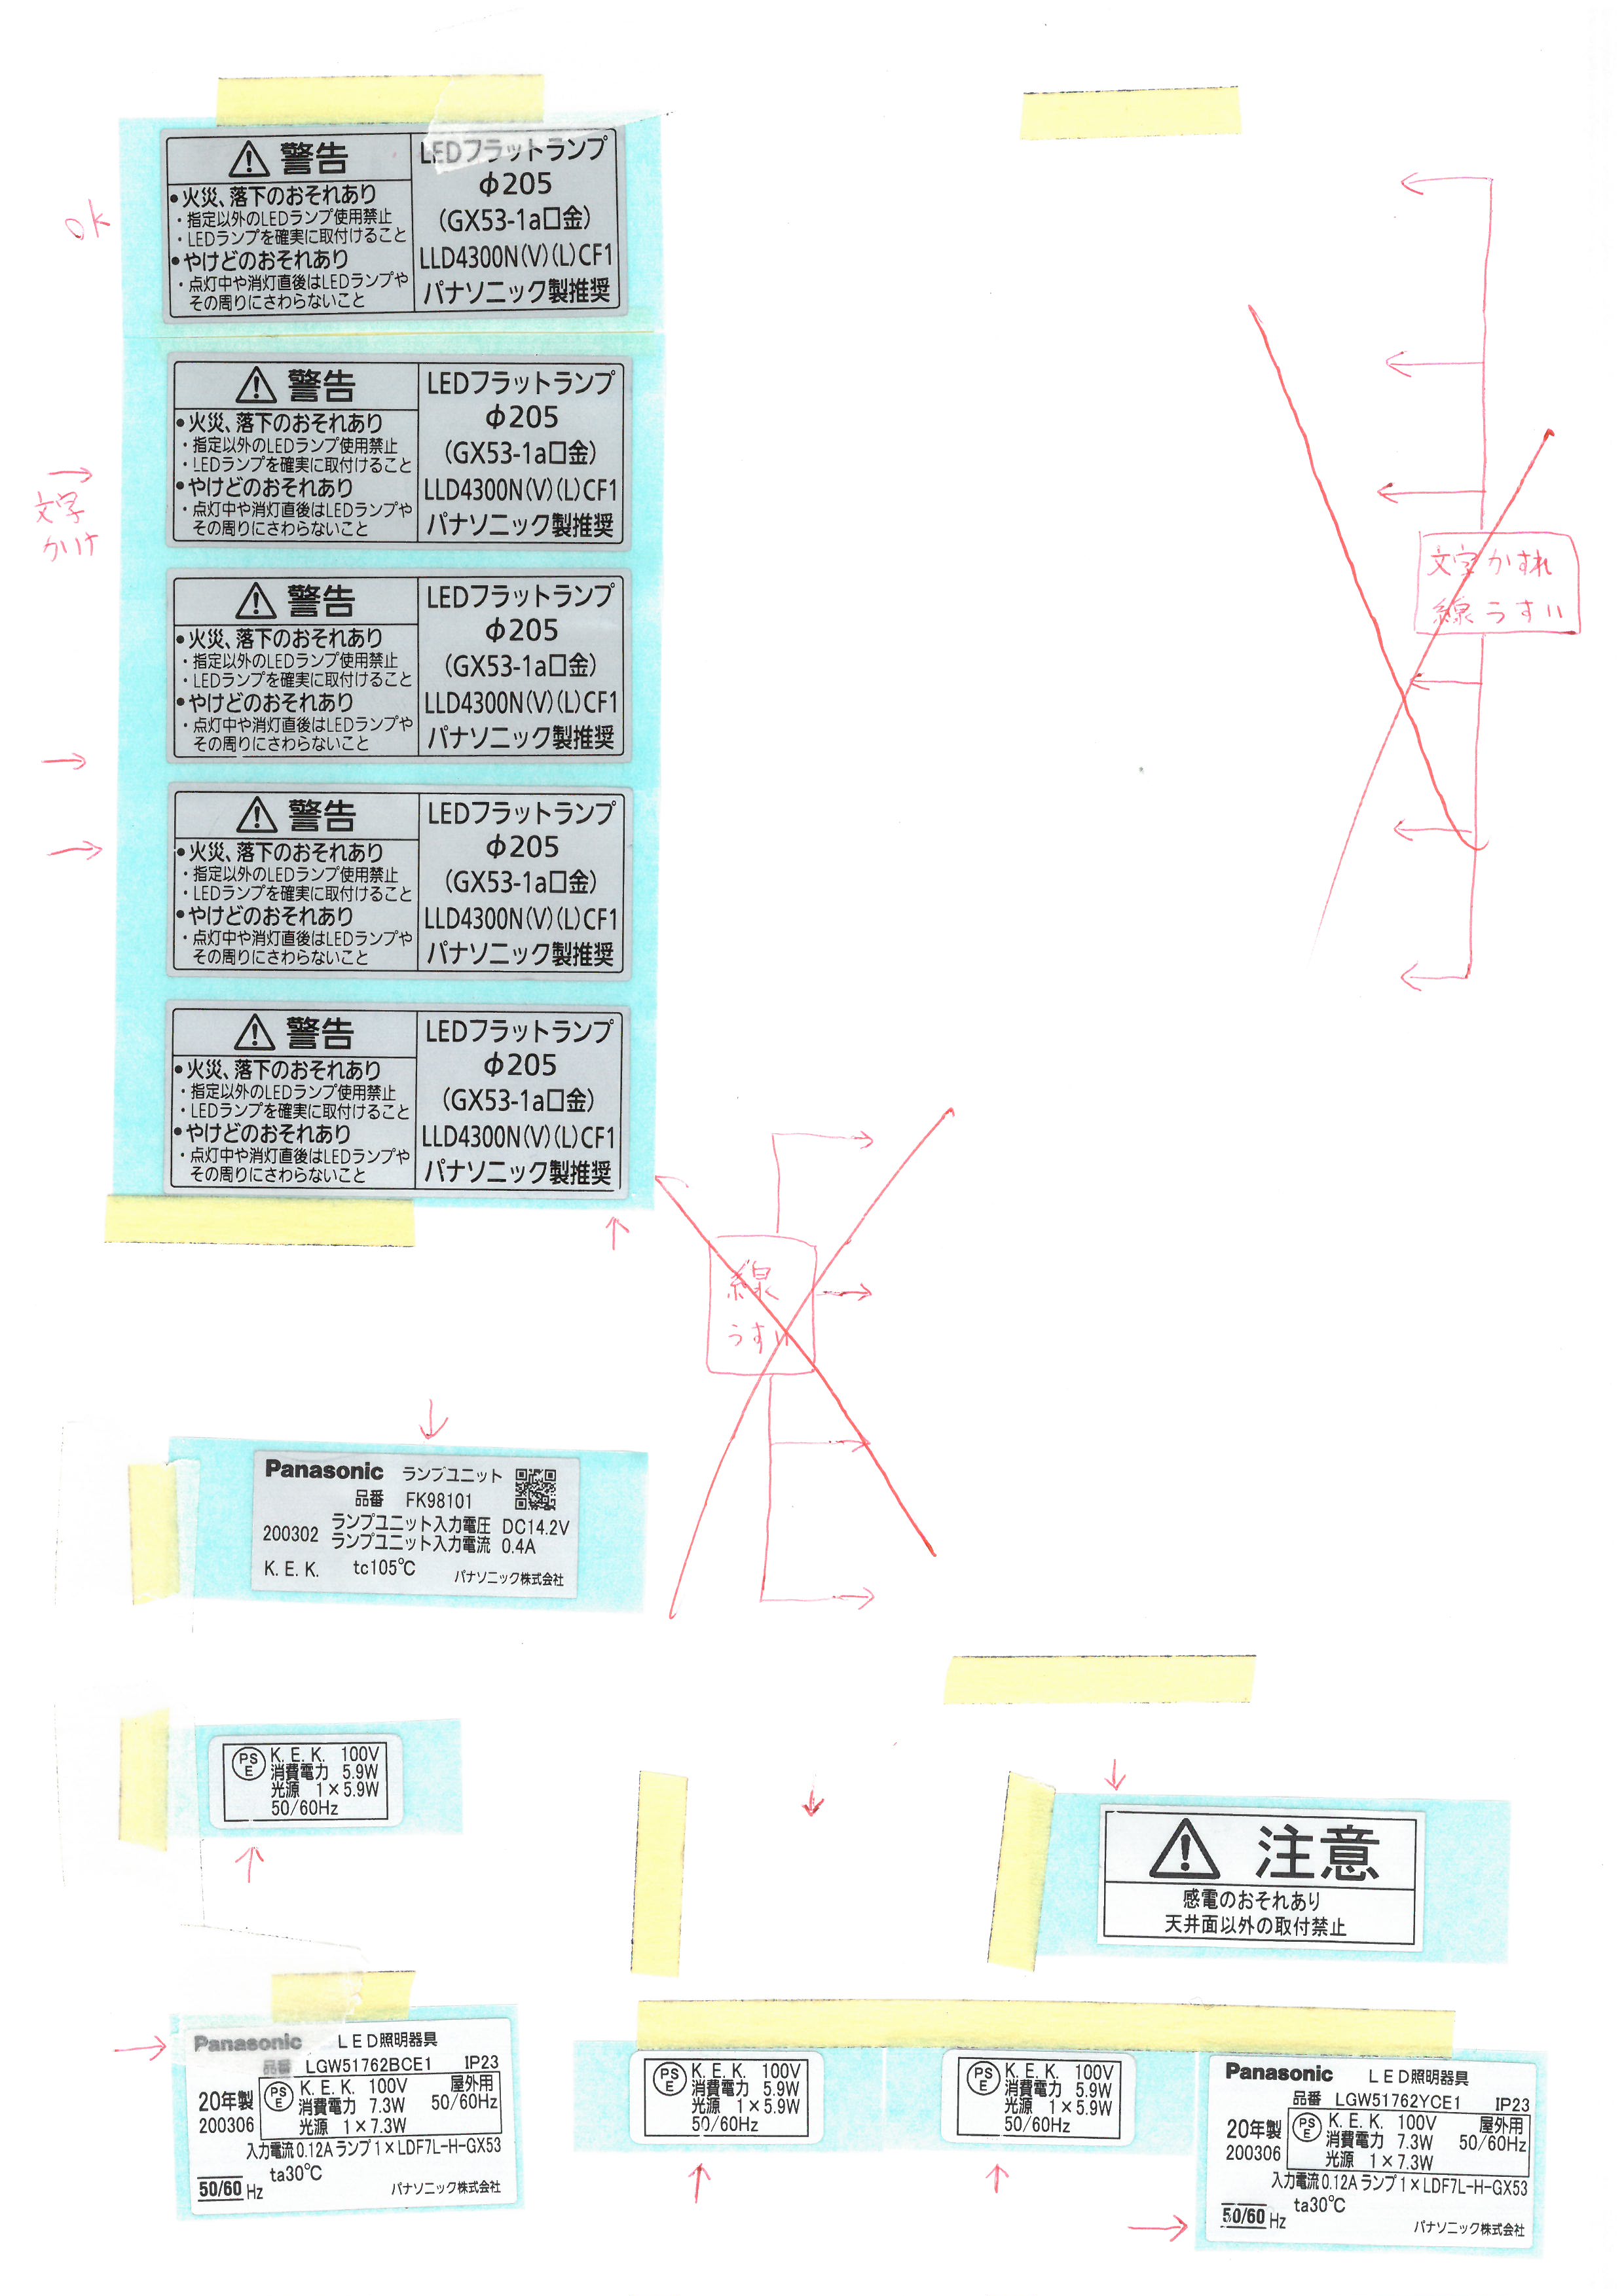 ok
⚠ 警告
●火災、落下のおそれあり
・指定以外のLEDランプ使用禁止
・LEDランプを確実に取付けること
●やけどのおそれあり
・点灯中や消灯直後はLEDランプや
その周りにさわらないこと
LEDフラットランプ
φ205
(GX53-1a口金)
LLD4300N(V)(L)CF1
パナソニック製推奨
→
文字
かけ
⚠ 警告
●火災、落下のおそれあり
・指定以外のLEDランプ使用禁止
・LEDランプを確実に取付けること
●やけどのおそれあり
・点灯中や消灯直後はLEDランプや
その周りにさわらないこと
LEDフラットランプ
φ205
(GX53-1a口金)
LLD4300N(V)(L)CF1
パナソニック製推奨
⚠ 警告
●火災、落下のおそれあり
・指定以外のLEDランプ使用禁止
・LEDランプを確実に取付けること
●やけどのおそれあり
・点灯中や消灯直後はLEDランプや
その周りにさわらないこと
LEDフラットランプ
φ205
(GX53-1a口金)
LLD4300N(V)(L)CF1
パナソニック製推奨
⚠ 警告
●火災、落下のおそれあり
・指定以外のLEDランプ使用禁止
・LEDランプを確実に取付けること
●やけどのおそれあり
・点灯中や消灯直後はLEDランプや
その周りにさわらないこと
LEDフラットランプ
φ205
(GX53-1a口金)
LLD4300N(V)(L)CF1
パナソニック製推奨
⚠ 警告
●火災、落下のおそれあり
・指定以外のLEDランプ使用禁止
・LEDランプを確実に取付けること
●やけどのおそれあり
・点灯中や消灯直後はLEDランプや
その周りにさわらないこと
LEDフラットランプ
φ205
(GX53-1a口金)
LLD4300N(V)(L)CF1
パナソニック製推奨
文字かすれ
線うすい
線
うすい
Panasonic ランプユニット
品番 FK98101
200302 ランプユニット入力電圧 DC14.2V
ランプユニット入力電流 0.4A
K.E.K. tc105℃ パナソニック株式会社
PSE K.E.K. 100V
消費電力 5.9W
光源 1×5.9W
50/60Hz
⚠ 注意
感電のおそれあり
天井面以外の取付禁止
Panasonic LED照明器具
品番 LGW51762BCE1 IP23
20年製
200306
PSE K.E.K. 100V 屋外用
消費電力 7.3W 50/60Hz
光源 1×7.3W
入力電流0.12A ランプ1×LDF7L-H-GX53
ta30℃
50/60 Hz パナソニック株式会社
PSE K.E.K. 100V
消費電力 5.9W
光源 1×5.9W
50/60Hz
PSE K.E.K. 100V
消費電力 5.9W
光源 1×5.9W
50/60Hz
Panasonic LED照明器具
品番 LGW51762YCE1 IP23
20年製
200306
PSE K.E.K. 100V 屋外用
消費電力 7.3W 50/60Hz
光源 1×7.3W
入力電流0.12A ランプ1×LDF7L-H-GX53
ta30℃
50/60 Hz パナソニック株式会社